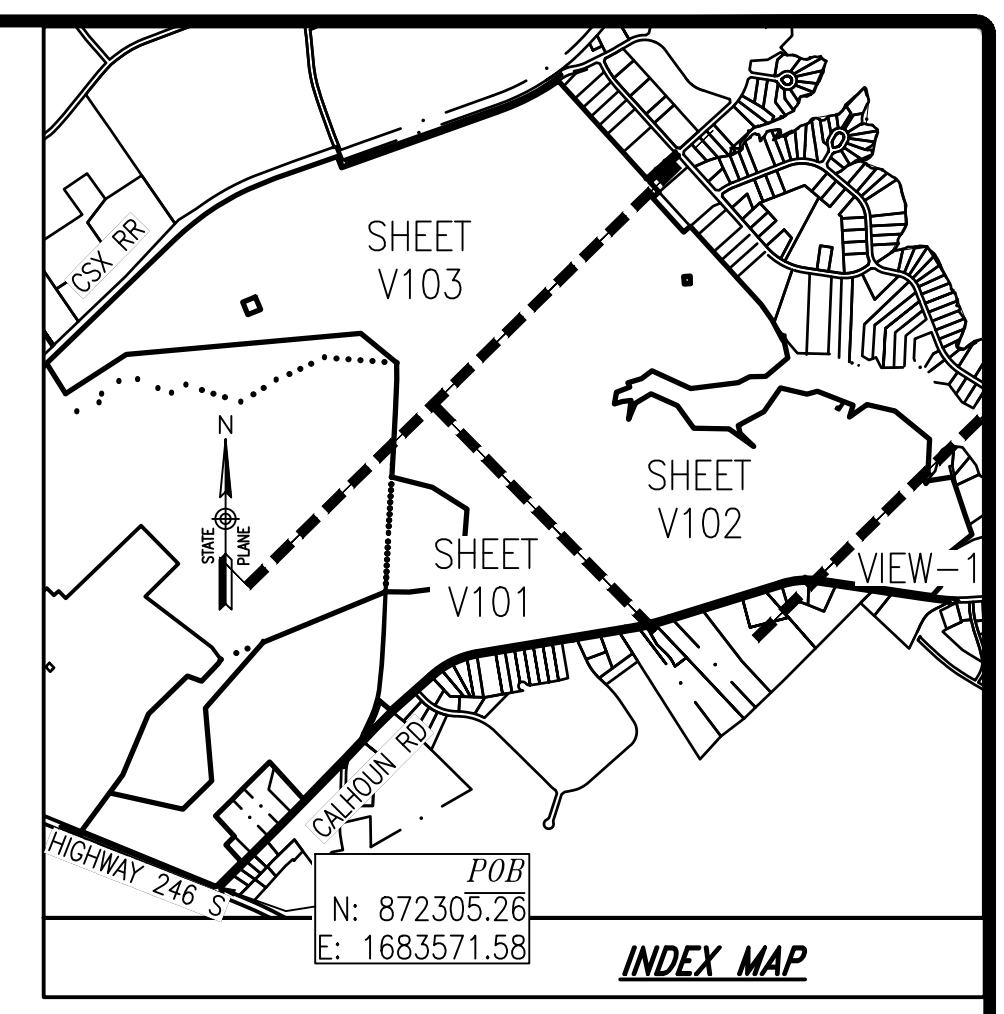 SHEET
V103
CSX RR
N
STATE
PLANE
SHEET
V102
SHEET
V101
VIEW-1
CALHOUN RD
HIGHWAY 246 S
POB
N: 872305.26
E: 1683571.58
INDEX MAP